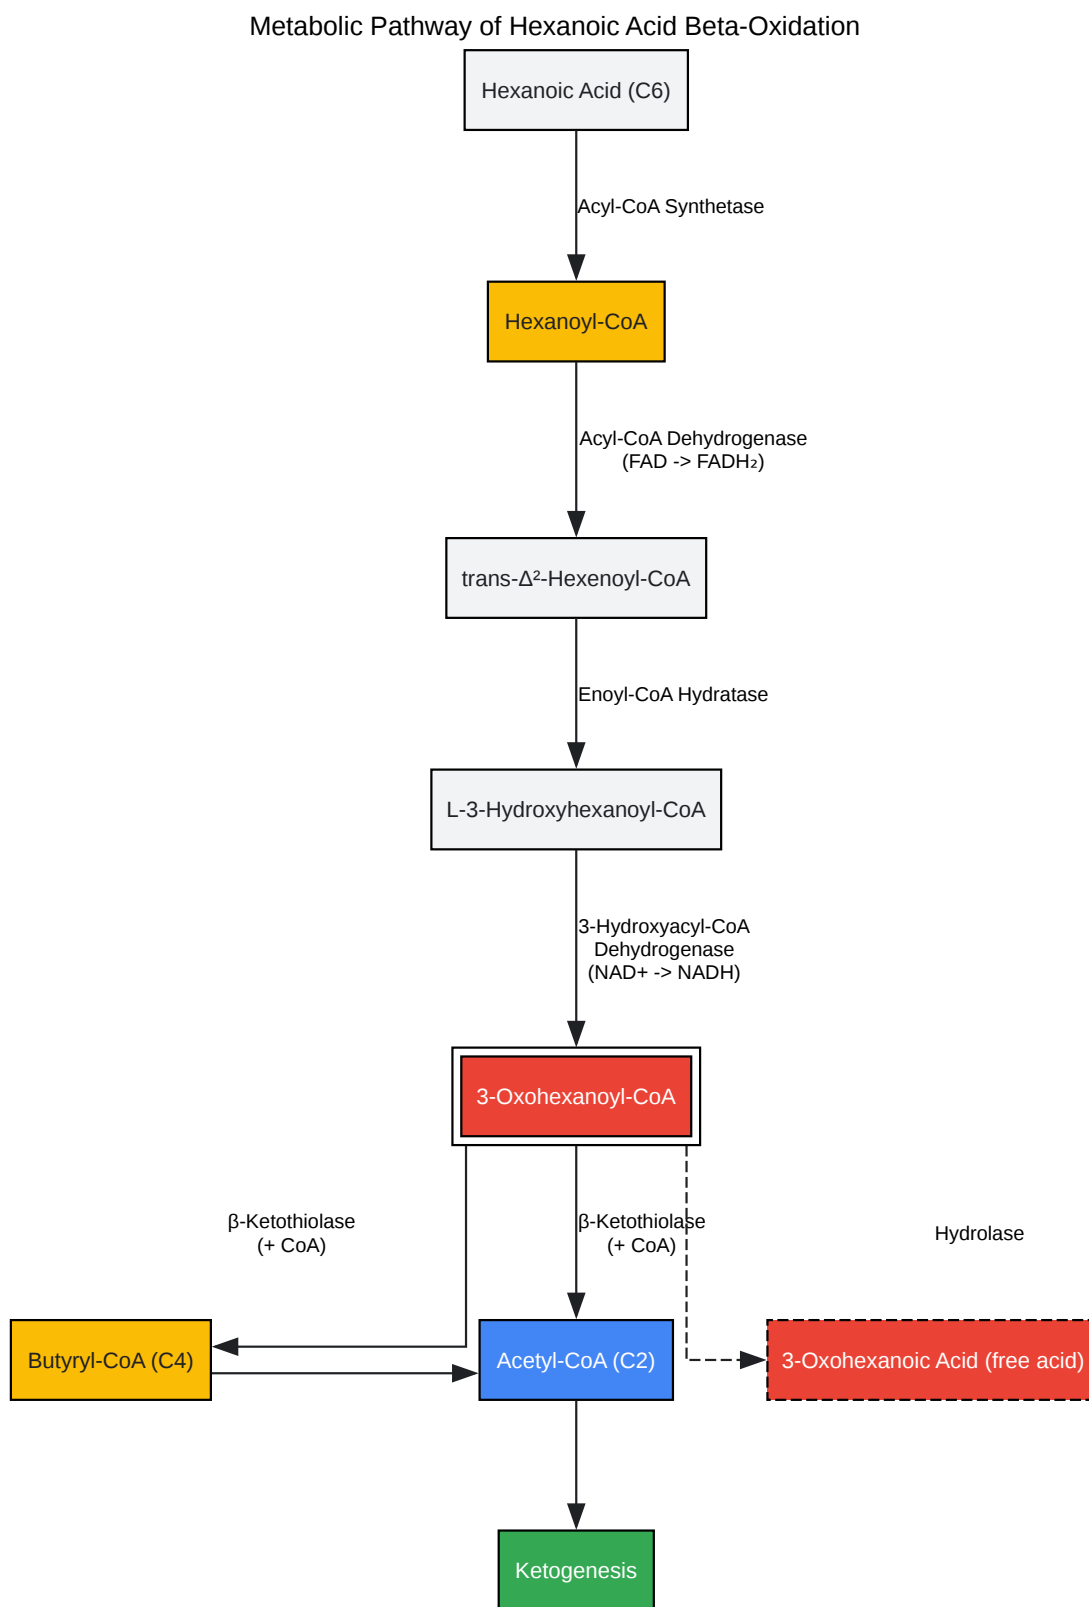 Metabolic Pathway of Hexanoic Acid Beta-Oxidation
Hexanoic Acid (C6)
Acyl-CoA Synthetase
Hexanoyl-CoA
Acyl-CoA Dehydrogenase
(FAD -> FADH₂)
trans-Δ²-Hexenoyl-CoA
Enoyl-CoA Hydratase
L-3-Hydroxyhexanoyl-CoA
3-Hydroxyacyl-CoA
Dehydrogenase
(NAD+ -> NADH)
3-Oxohexanoyl-CoA
β-Ketothiolase
(+ CoA)
β-Ketothiolase
(+ CoA)
Hydrolase
Butyryl-CoA (C4)
Acetyl-CoA (C2)
3-Oxohexanoic Acid (free acid)
Ketogenesis